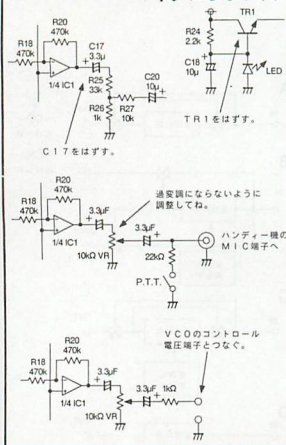 R20
470k
R18
470k
C17
3.3μ
+
1/4 IC1
R25
33k
R26
1k
R27
10k
C20
10μ
+
C17をはずす。
TR1
R24
2.2k
C18
10μ
+
LED
TR1をはずす。
R20
470k
R18
470k
1/4 IC1
3.3μF
+
10kΩ VR
過変調にならないように
調整してね。
3.3μF
+
22kΩ
P.T.T.
ハンディー機の
MIC端子へ
R20
470k
R18
470k
1/4 IC1
3.3μF
+
10kΩ VR
3.3μF
+
1kΩ
VCOのコントロール
電圧端子とつなぐ。